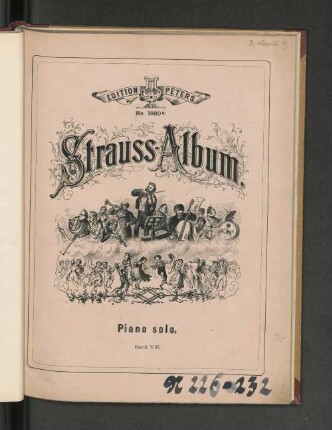 EDITION PETERS
Strauss-Album.
Piano solo.
Band VII.
N 226-232